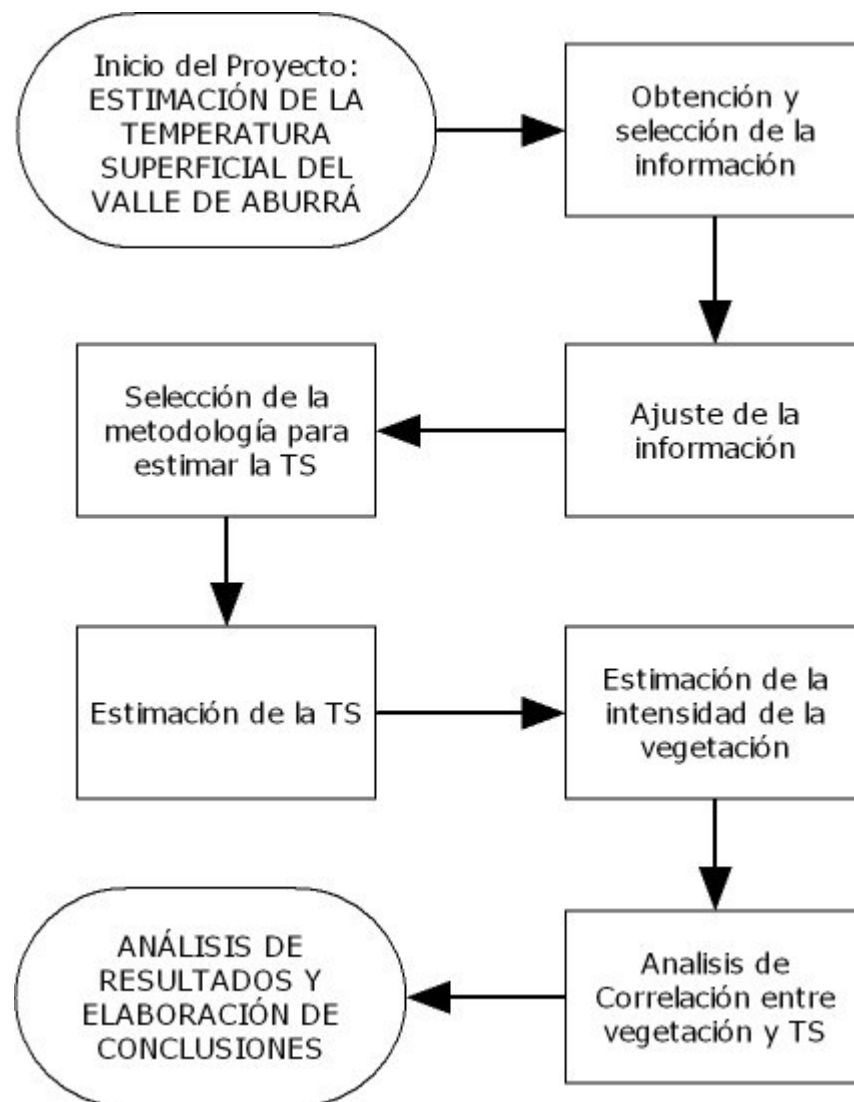 Inicio del Proyecto:
ESTIMACIÓN DE LA
TEMPERATURA
SUPERFICIAL DEL
VALLE DE ABURRÁ
Obtención y
selección de la
información
Ajuste de la
información
Selección de la
metodología para
estimar la TS
Estimación de la TS
Estimación de la
intensidad de la
vegetación
Analisis de
Correlación entre
vegetación y TS
ANÁLISIS DE
RESULTADOS Y
ELABORACIÓN DE
CONCLUSIONES